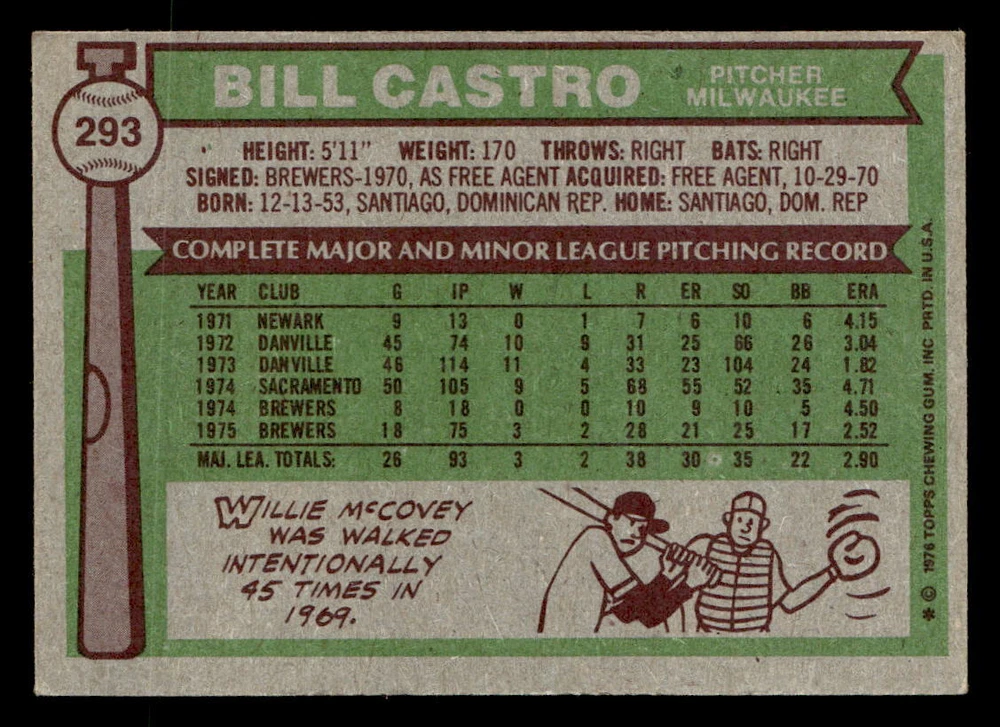 293
BILL CASTRO
PITCHER
MILWAUKEE
HEIGHT: 5'11" WEIGHT: 170 THROWS: RIGHT BATS: RIGHT
SIGNED: BREWERS-1970, AS FREE AGENT ACQUIRED: FREE AGENT, 10-29-70
BORN: 12-13-53, SANTIAGO, DOMINICAN REP. HOME: SANTIAGO, DOM. REP
COMPLETE MAJOR AND MINOR LEAGUE PITCHING RECORD
YEAR CLUB G IP W L R ER SO BB ERA
1971 NEWARK 9 13 0 1 7 6 10 6 4.15
1972 DANVILLE 45 74 10 9 31 25 66 26 3.04
1973 DANVILLE 46 114 11 4 33 23 104 24 1.82
1974 SACRAMENTO 50 105 9 5 68 55 52 35 4.71
1974 BREWERS 8 18 0 0 10 9 10 5 4.50
1975 BREWERS 18 75 3 2 28 21 25 17 2.52
MAJ. LEA. TOTALS: 26 93 3 2 38 30 35 22 2.90
WILLIE McCOVEY
WAS WALKED
INTENTIONALLY
45 TIMES IN
1969.
* © 1976 TOPPS CHEWING GUM, INC PRTD. IN U.S.A.